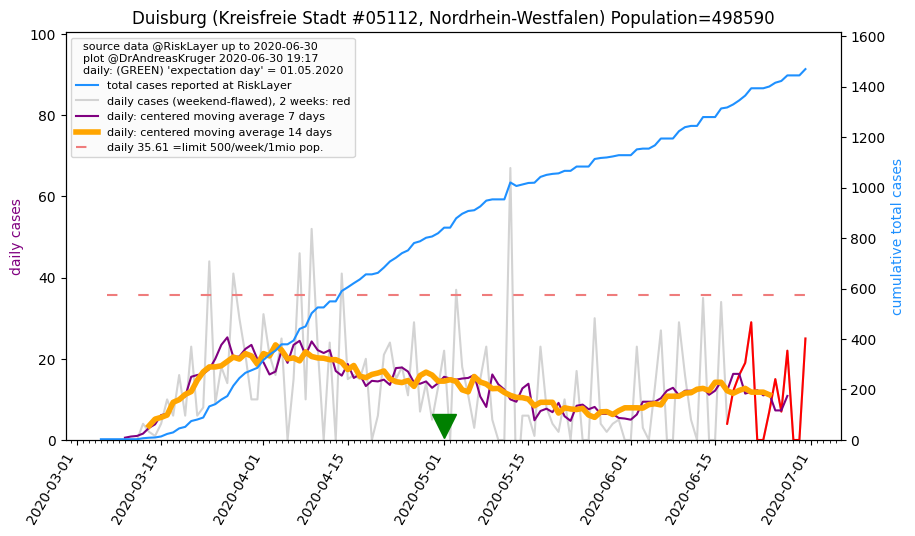 Duisburg (Kreisfreie Stadt #05112, Nordrhein-Westfalen) Population=498590
source data @RiskLayer up to 2020-06-30
plot @DrAndreasKruger 2020-06-30 19:17
daily: (GREEN) 'expectation day' = 01.05.2020
total cases reported at RiskLayer
daily cases (weekend-flawed), 2 weeks: red
daily: centered moving average 7 days
daily: centered moving average 14 days
daily 35.61 =limit 500/week/1mio pop.
daily cases
100
80
60
40
20
0
cumulative total cases
1600
1400
1200
1000
800
600
400
200
0
2020-03-01
2020-03-15
2020-04-01
2020-04-15
2020-05-01
2020-05-15
2020-06-01
2020-06-15
2020-07-01